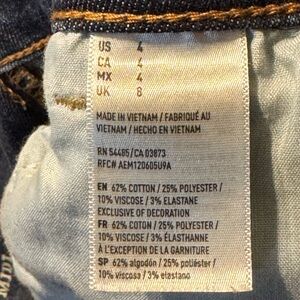 US 4
CA 4
MX 4
UK 8
MADE IN VIETNAM / FABRIQUÉ AU
VIETNAM / HECHO EN VIETNAM
RN 54485/CA 03873
RFC# AEM120605U9A
EN 62% COTTON / 25% POLYESTER /
10% VISCOSE / 3% ELASTANE
EXCLUSIVE OF DECORATION
FR 62% COTON / 25% POLYESTER /
10% VISCOSE / 3% ÉLASTHANNE
À L'EXCEPTION DE LA GARNITURE
SP 62% algodón / 25% poliéster /
10% viscosa / 3% elastano